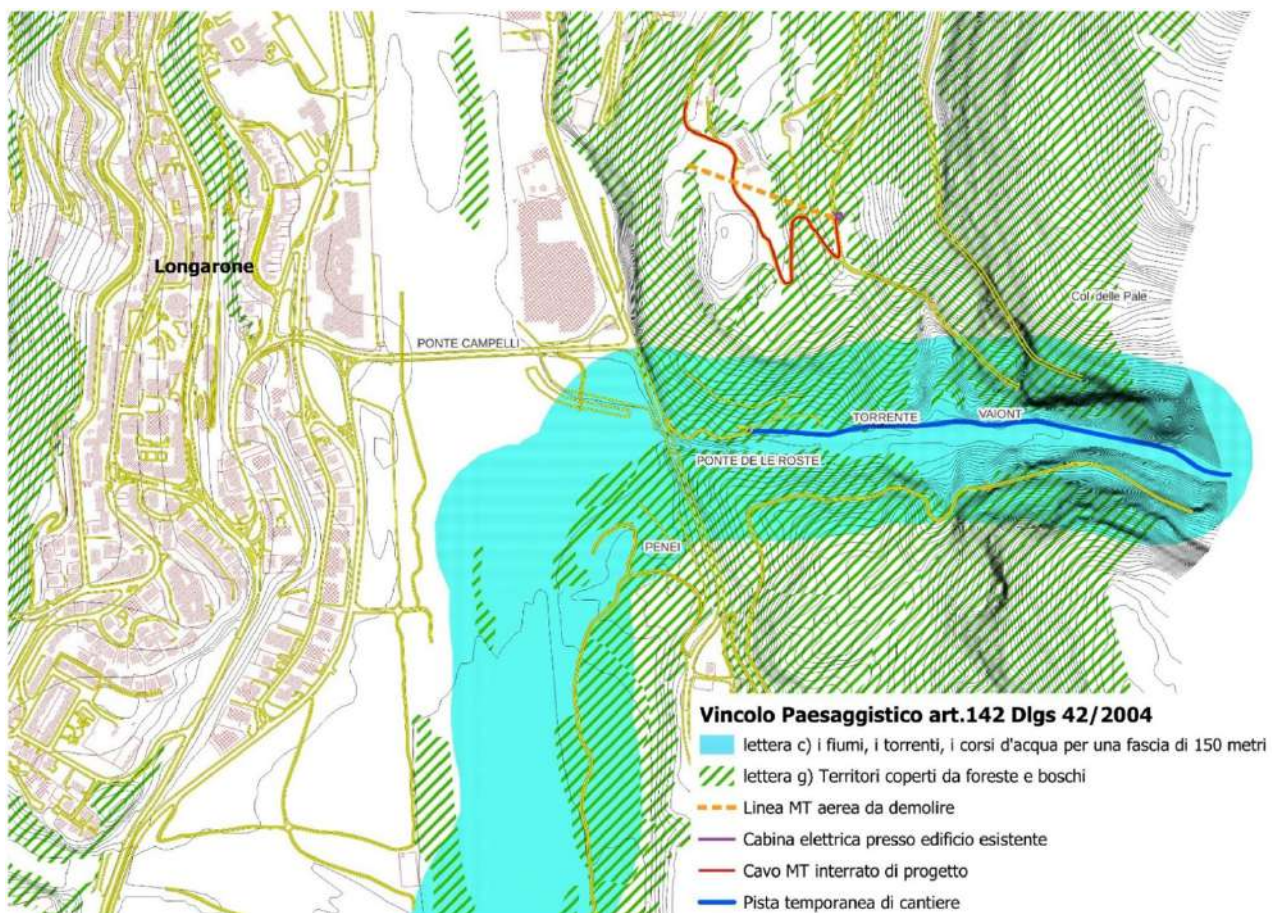 Longarone
PONTE CAMPELLI
Col delle Pale
TORRENTE VAIONT
PONTE DE LE ROSTE
PENEI
Vincolo Paesaggistico art.142 Dlgs 42/2004
lettera c) i fiumi, i torrenti, i corsi d'acqua per una fascia di 150 metri
lettera g) Territori coperti da foreste e boschi
Linea MT aerea da demolire
Cabina elettrica presso edificio esistente
Cavo MT interrato di progetto
Pista temporanea di cantiere